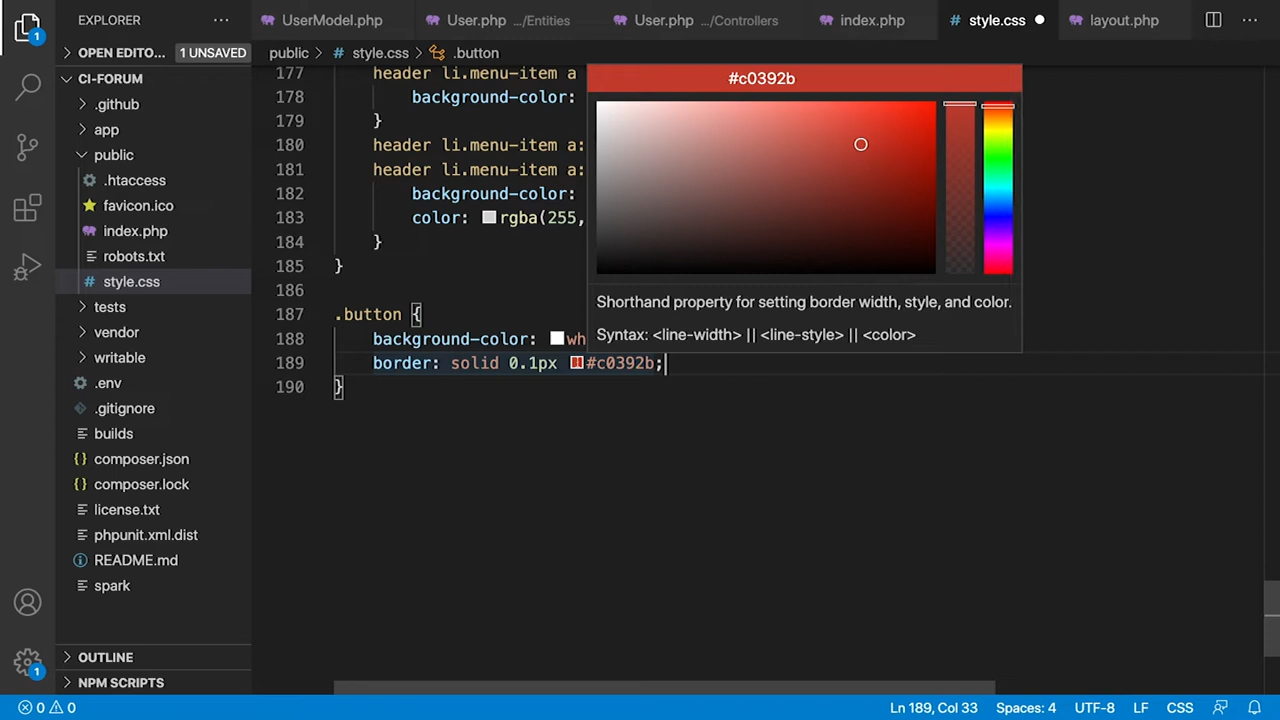 EXPLORER
UserModel.php
User.php .../Entities
User.php .../Controllers
index.php
# style.css
layout.php
OPEN EDITO... 1 UNSAVED
public > # style.css > .button
CI-FORUM
.github
app
public
.htaccess
favicon.ico
index.php
robots.txt
# style.css
tests
vendor
writable
.env
.gitignore
builds
{} composer.json
{} composer.lock
license.txt
phpunit.xml.dist
README.md
spark
OUTLINE
NPM SCRIPTS
1
1
177 header li.menu-item a
178 background-color:
179 }
180 header li.menu-item a:
181 header li.menu-item a:
182 background-color:
183 color: rgba(255,
184 }
185 }
186
187 .button {
188 background-color: wh
189 border: solid 0.1px #c0392b;
190 }
#c0392b
Shorthand property for setting border width, style, and color.
Syntax: <line-width> || <line-style> || <color>
0 0
Ln 189, Col 33 Spaces: 4 UTF-8 LF CSS